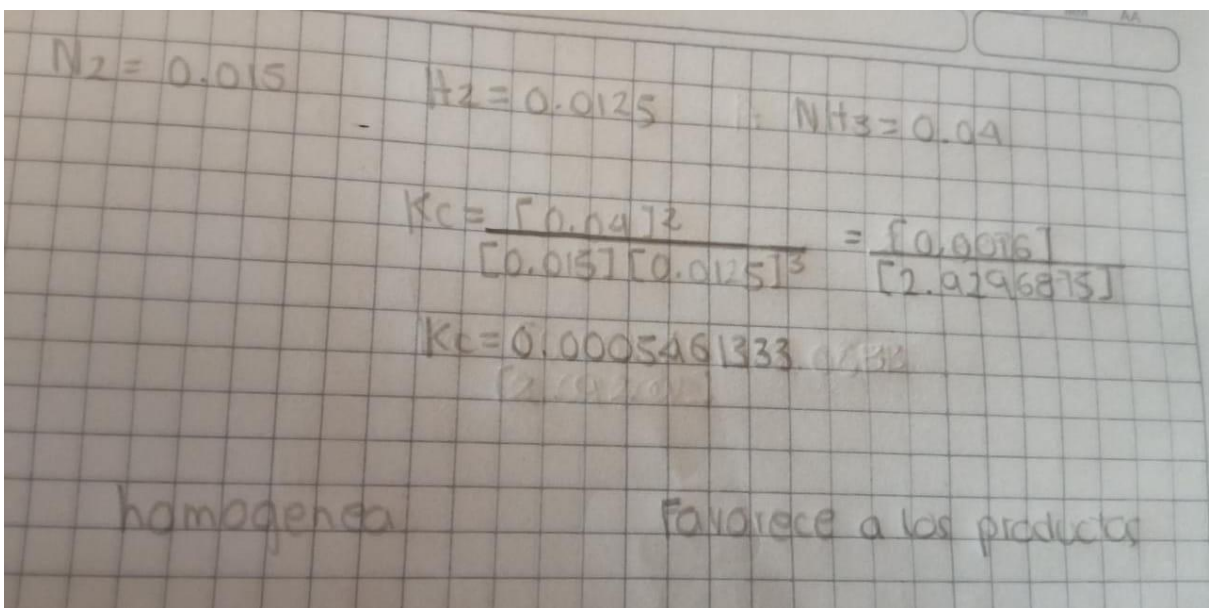 N2 = 0.015 H2 = 0.0125 NH3 = 0.04
Kc = [0.04]2 = [0.0016]
[0.015][0.0125]3 [2.9296875]
Kc = 0.0005461333
homogenea Favorece a los productos